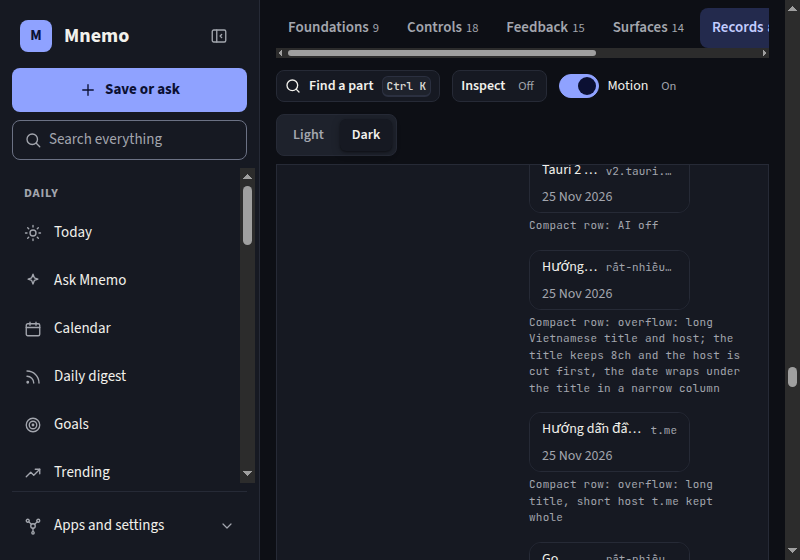 M Mnemo
Save or ask
Search everything
DAILY
Today
Ask Mnemo
Calendar
Daily digest
Goals
Trending
Apps and settings
Foundations 9 Controls 18 Feedback 15 Surfaces 14 Records
Find a part Ctrl K Inspect Off Motion On
Light Dark
Tauri 2 … v2.tauri.…
25 Nov 2026
Compact row: AI off
Hướng… rất-nhiều…
25 Nov 2026
Compact row: overflow: long
Vietnamese title and host; the
title keeps 8ch and the host is
cut first, the date wraps under
the title in a narrow column
Hướng dẫn đầ… t.me
25 Nov 2026
Compact row: overflow: long
title, short host t.me kept
whole
Go rất-nhiều